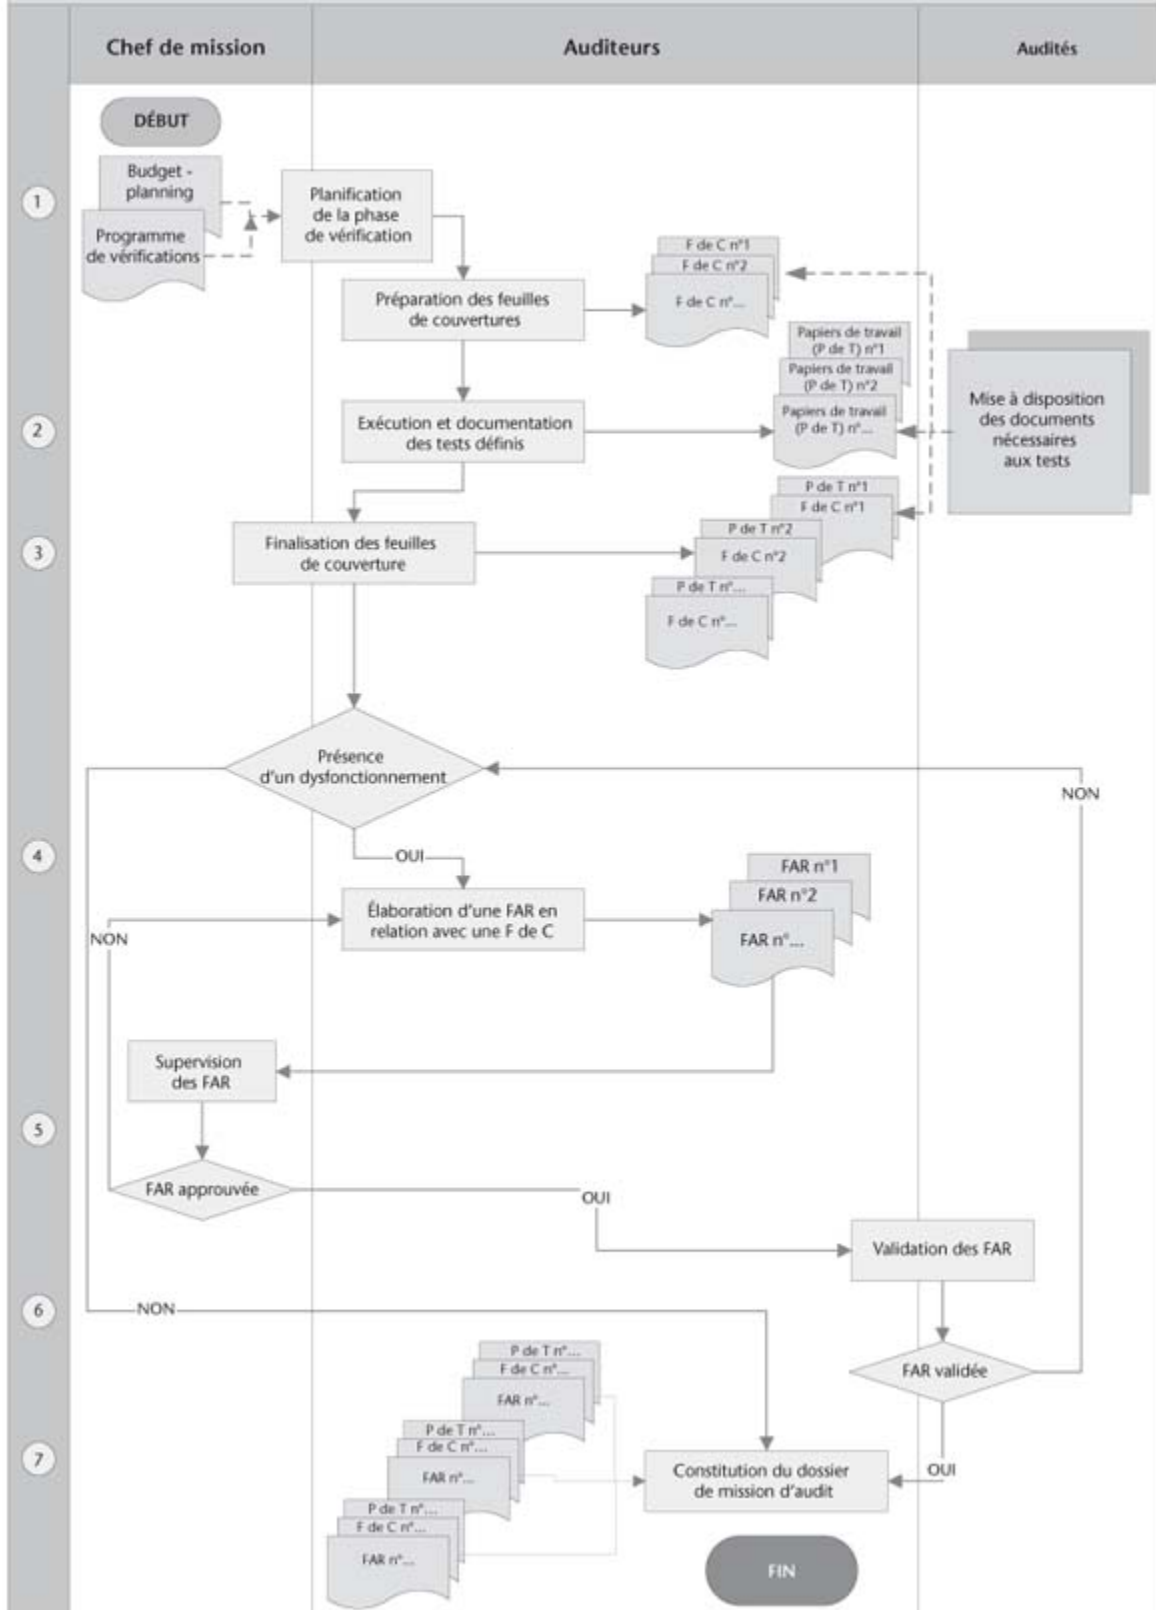 Chef de mission
Auditeurs
Audités
DÉBUT
1
Budget -
planning
Programme
de vérifications
Planification
de la phase
de vérification
F de C n°1
F de C n°2
F de C n°...
Préparation des feuilles
de couvertures
Papiers de travail
(P de T) n°1
Papiers de travail
(P de T) n°2
Papiers de travail
(P de T) n°...
Mise à disposition
des documents
nécessaires
aux tests
2
Exécution et documentation
des tests définis
P de T n°1
F de C n°1
P de T n°2
F de C n°2
P de T n°...
F de C n°...
3
Finalisation des feuilles
de couverture
Présence
d'un dysfonctionnement
NON
4
OUI
FAR n°1
FAR n°2
FAR n°...
Élaboration d'une FAR en
relation avec une F de C
NON
Supervision
des FAR
5
FAR approuvée
OUI
Validation des FAR
6
NON
FAR validée
P de T n°...
F de C n°...
FAR n°...
P de T n°...
F de C n°...
FAR n°...
P de T n°...
F de C n°...
FAR n°...
7
Constitution du dossier
de mission d'audit
OUI
FIN